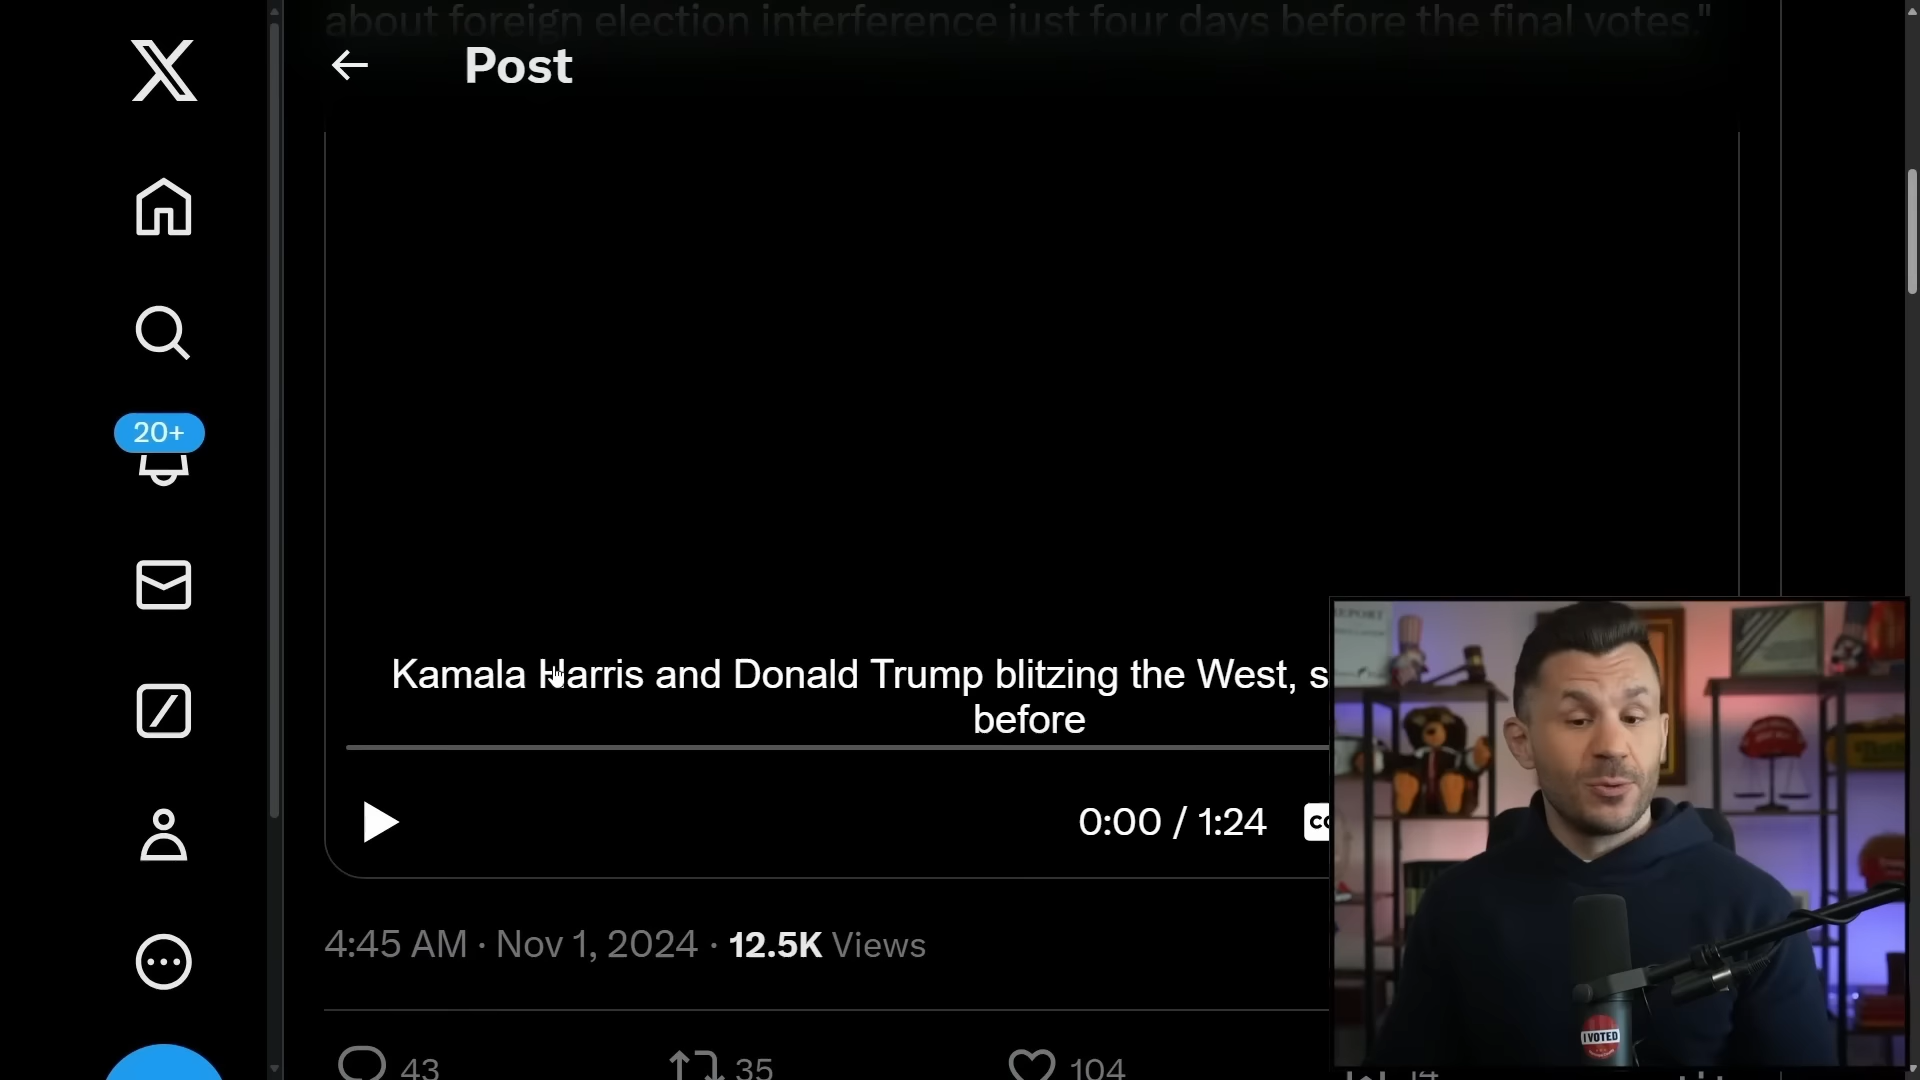 about foreign election interference just four days before the final votes."
Post
20+
Kamala Harris and Donald Trump blitzing the West, s
before
0:00 / 1:24
4:45 AM · Nov 1, 2024 · 12.5K Views
43
35
104
I VOTED